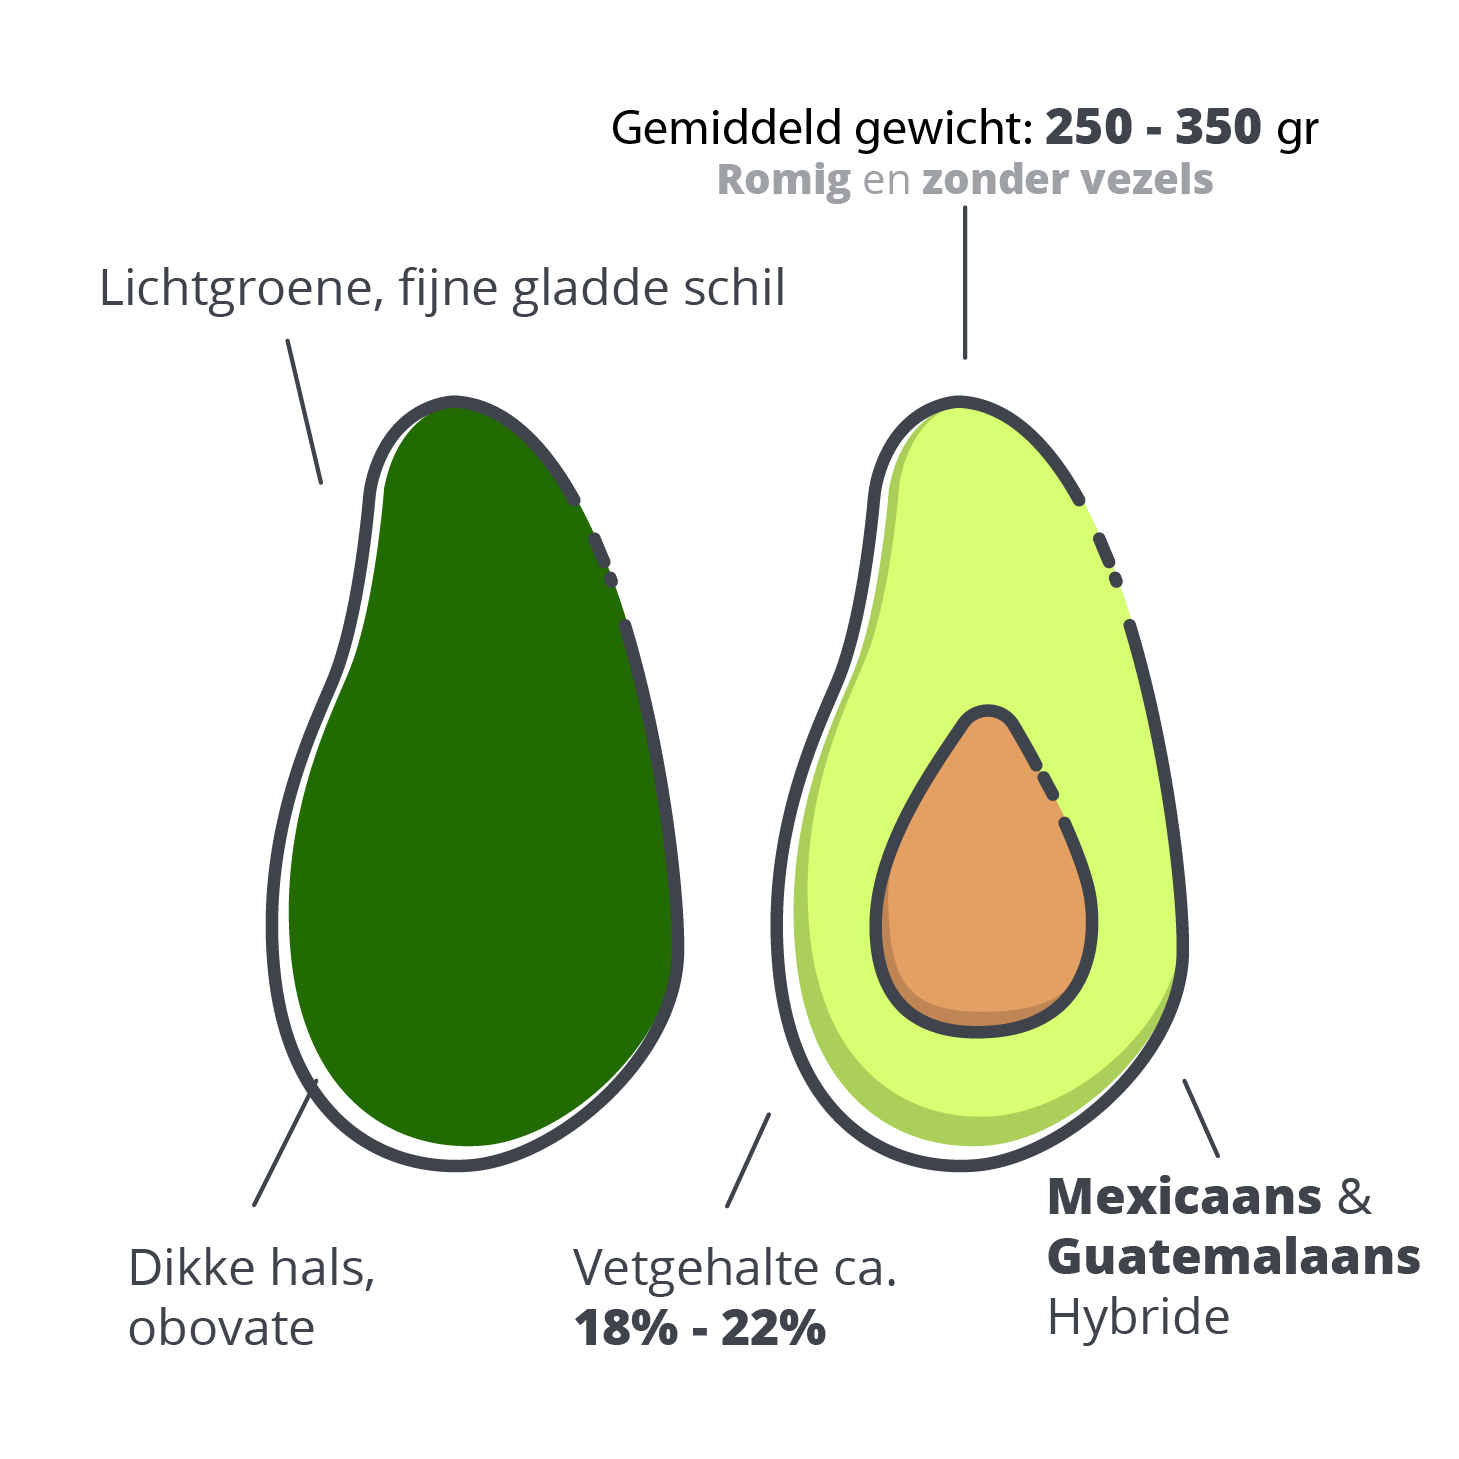 Gemiddeld gewicht: 250 - 350 gr
Romig en zonder vezels
Lichtgroene, fijne gladde schil
Dikke hals,
obovate
Vetgehalte ca.
18% - 22%
Mexicaans &
Guatemalaans
Hybride